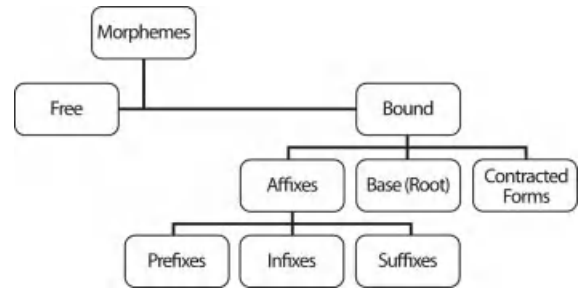 Morphemes
Free
Bound
Affixes
Base (Root)
Contracted
Forms
Prefixes
Infixes
Suffixes